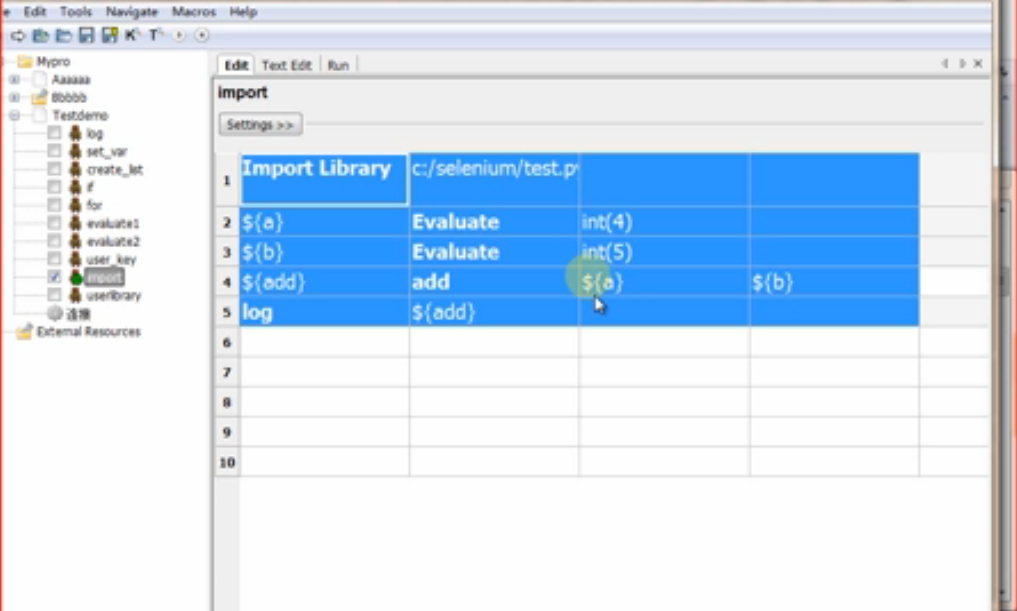 Edit Tools Navigate Macros Help
Mypro
Aaaaaa
Bbbbb
Testdemo
log
set_var
create_list
if
for
evaluate1
evaluate2
user_key
import
userlibrary
连接
External Resources
Edit Text Edit Run
import
Settings >>
1 Import Library c:/selenium/test.py
2 ${a} Evaluate int(4)
3 ${b} Evaluate int(5)
4 ${add} add ${a} ${b}
5 log ${add}
6
7
8
9
10